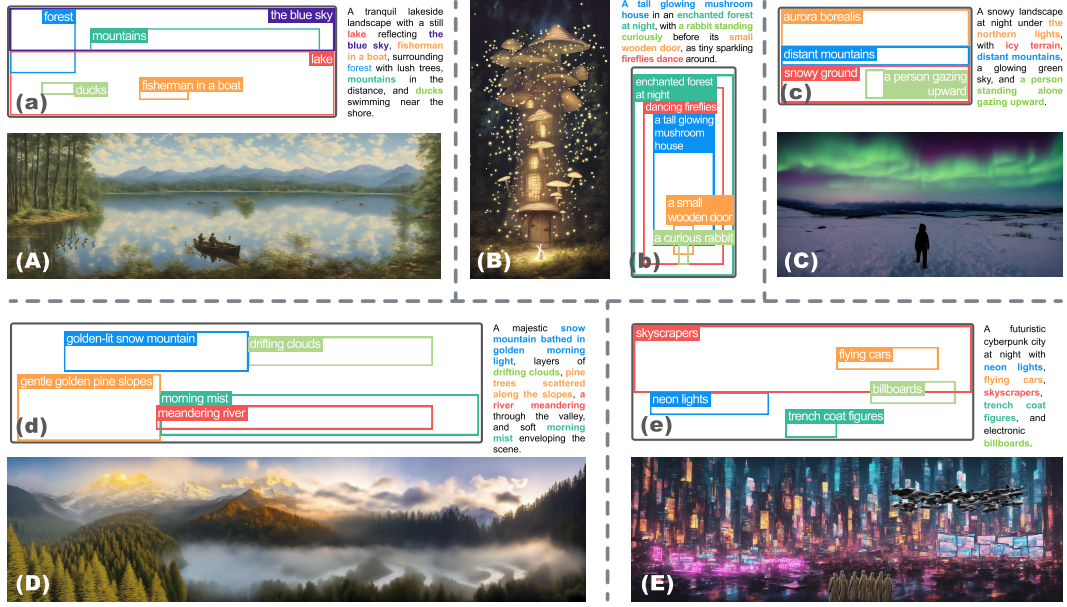 forest
the blue sky
mountains
lake
ducks
fisherman in a boat
(a)
A tranquil lakeside
landscape with a still
lake reflecting the
blue sky, fisherman
in a boat, surrounding
forest with lush trees,
mountains in the
distance, and ducks
swimming near the
shore.
(A)
(B)
A tall glowing mushroom
house in an enchanted forest
at night, with a rabbit standing
curiously before its small
wooden door, as tiny sparkling
fireflies dance around.
enchanted forest
at night
dancing fireflies
a tall glowing
mushroom
house
a small
wooden door
a curious rabbit
(b)
aurora borealis
distant mountains
snowy ground
a person gazing
upward
(c)
A snowy landscape
at night under the
northern lights,
with icy terrain,
distant mountains,
a glowing green
sky, and a person
standing alone
gazing upward.
(C)
golden-lit snow mountain
drifting clouds
gentle golden pine slopes
morning mist
meandering river
(d)
A majestic snow
mountain bathed in
golden morning
light, layers of
drifting clouds, pine
trees scattered
along the slopes, a
river meandering
through the valley,
and soft morning
mist enveloping the
scene.
(D)
skyscrapers
flying cars
billboards
neon lights
trench coat figures
(e)
A futuristic
cyberpunk city
at night with
neon lights,
flying cars,
skyscrapers,
trench coat
figures, and
electronic
billboards.
(E)